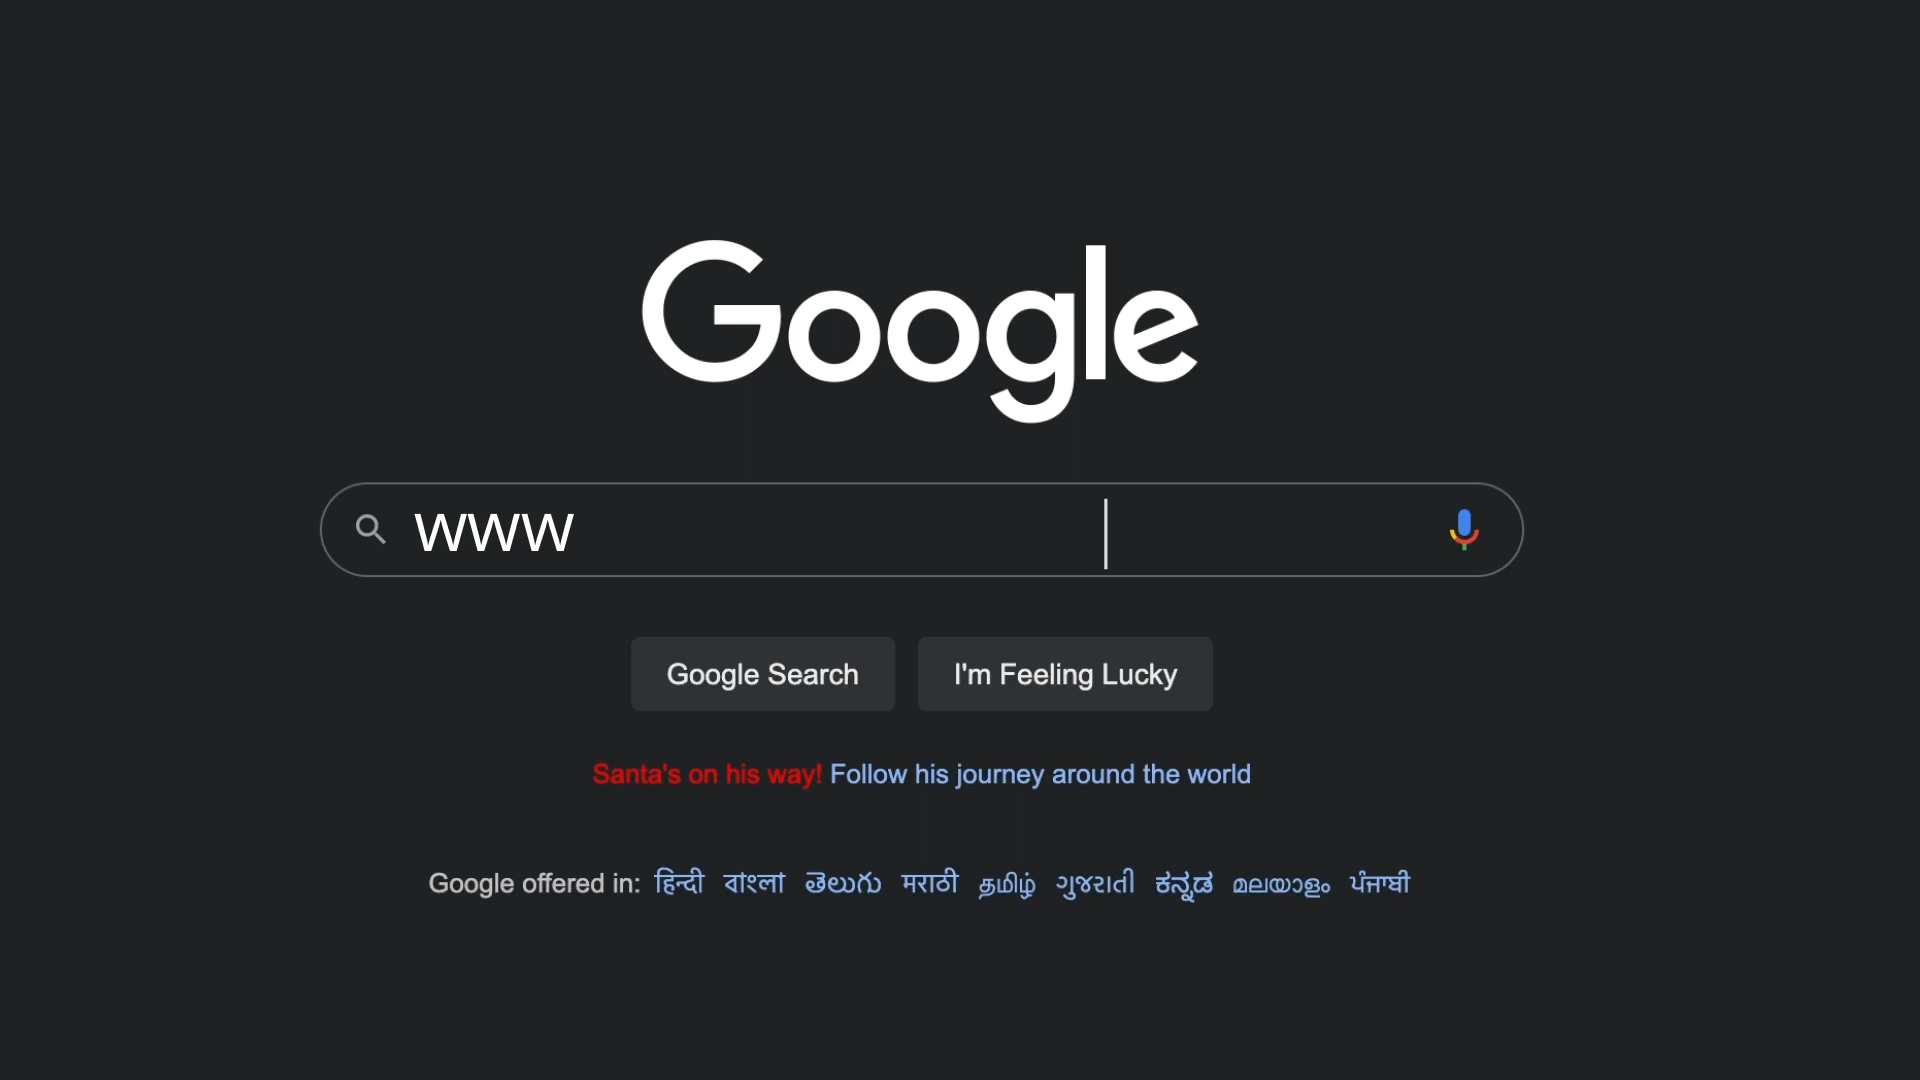 Google
www
Google Search
I'm Feeling Lucky
Santa's on his way! Follow his journey around the world
Google offered in: हिन्दी বাংলা తెలుగు मराठी தமிழ் ગુજરાતી ಕನ್ನಡ മലയാളം ਪੰਜਾਬੀ